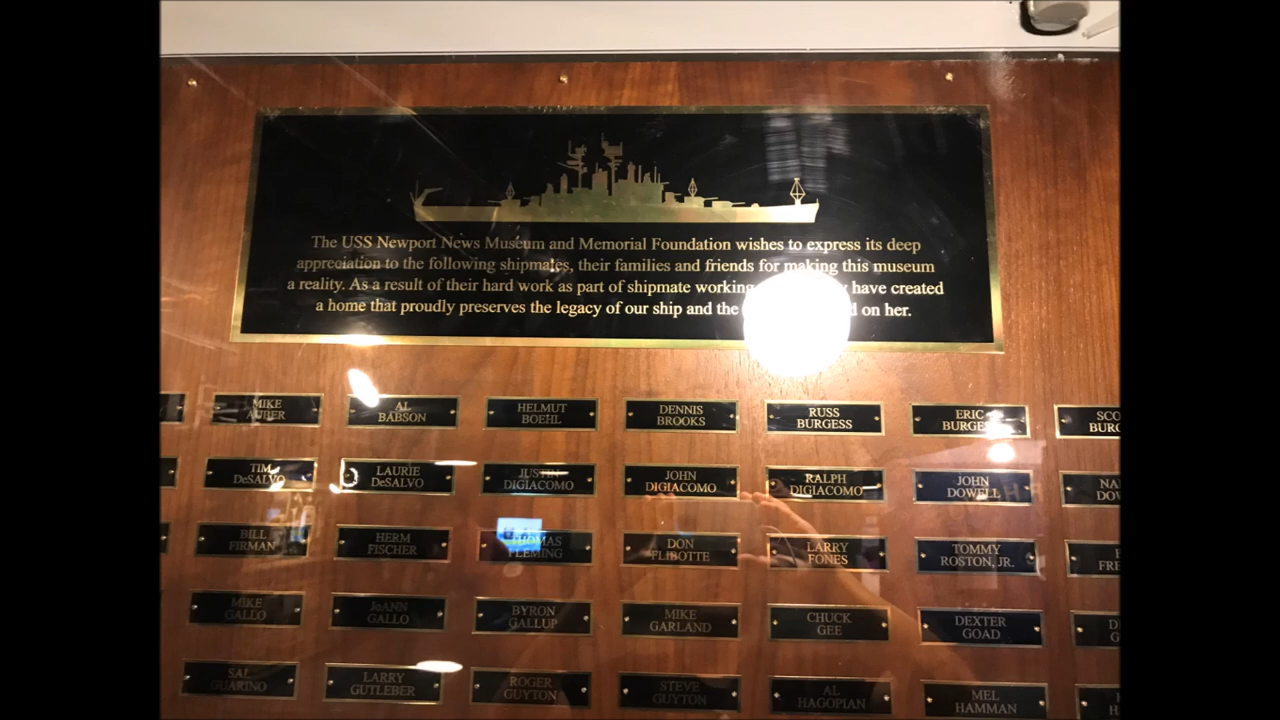 The USS Newport News Museum and Memorial Foundation wishes to express its deep
appreciation to the following shipmates, their families and friends for making this museum
a reality. As a result of their hard work as part of shipmate working have created
a home that proudly preserves the legacy of our ship and the on her.
MIKE AUBER
AL BABSON
HELMUT BOEHL
DENNIS BROOKS
RUSS BURGESS
ERIC BURGESS
TIM DeSALVO
LAURIE DeSALVO
JUSTIN DIGIACOMO
JOHN DIGIACOMO
RALPH DIGIACOMO
JOHN DOWELL
BILL FIRMAN
HERM FISCHER
THOMAS FLEMING
DON FLIBOTTE
LARRY FONES
TOMMY ROSTON, JR.
MIKE GALLO
JoANN GALLO
BYRON GALLUP
MIKE GARLAND
CHUCK GEE
DEXTER GOAD
SAL GUARINO
LARRY GUTLEBER
ROGER GUYTON
STEVE GUYTON
AL HAGOPIAN
MEL HAMMAN